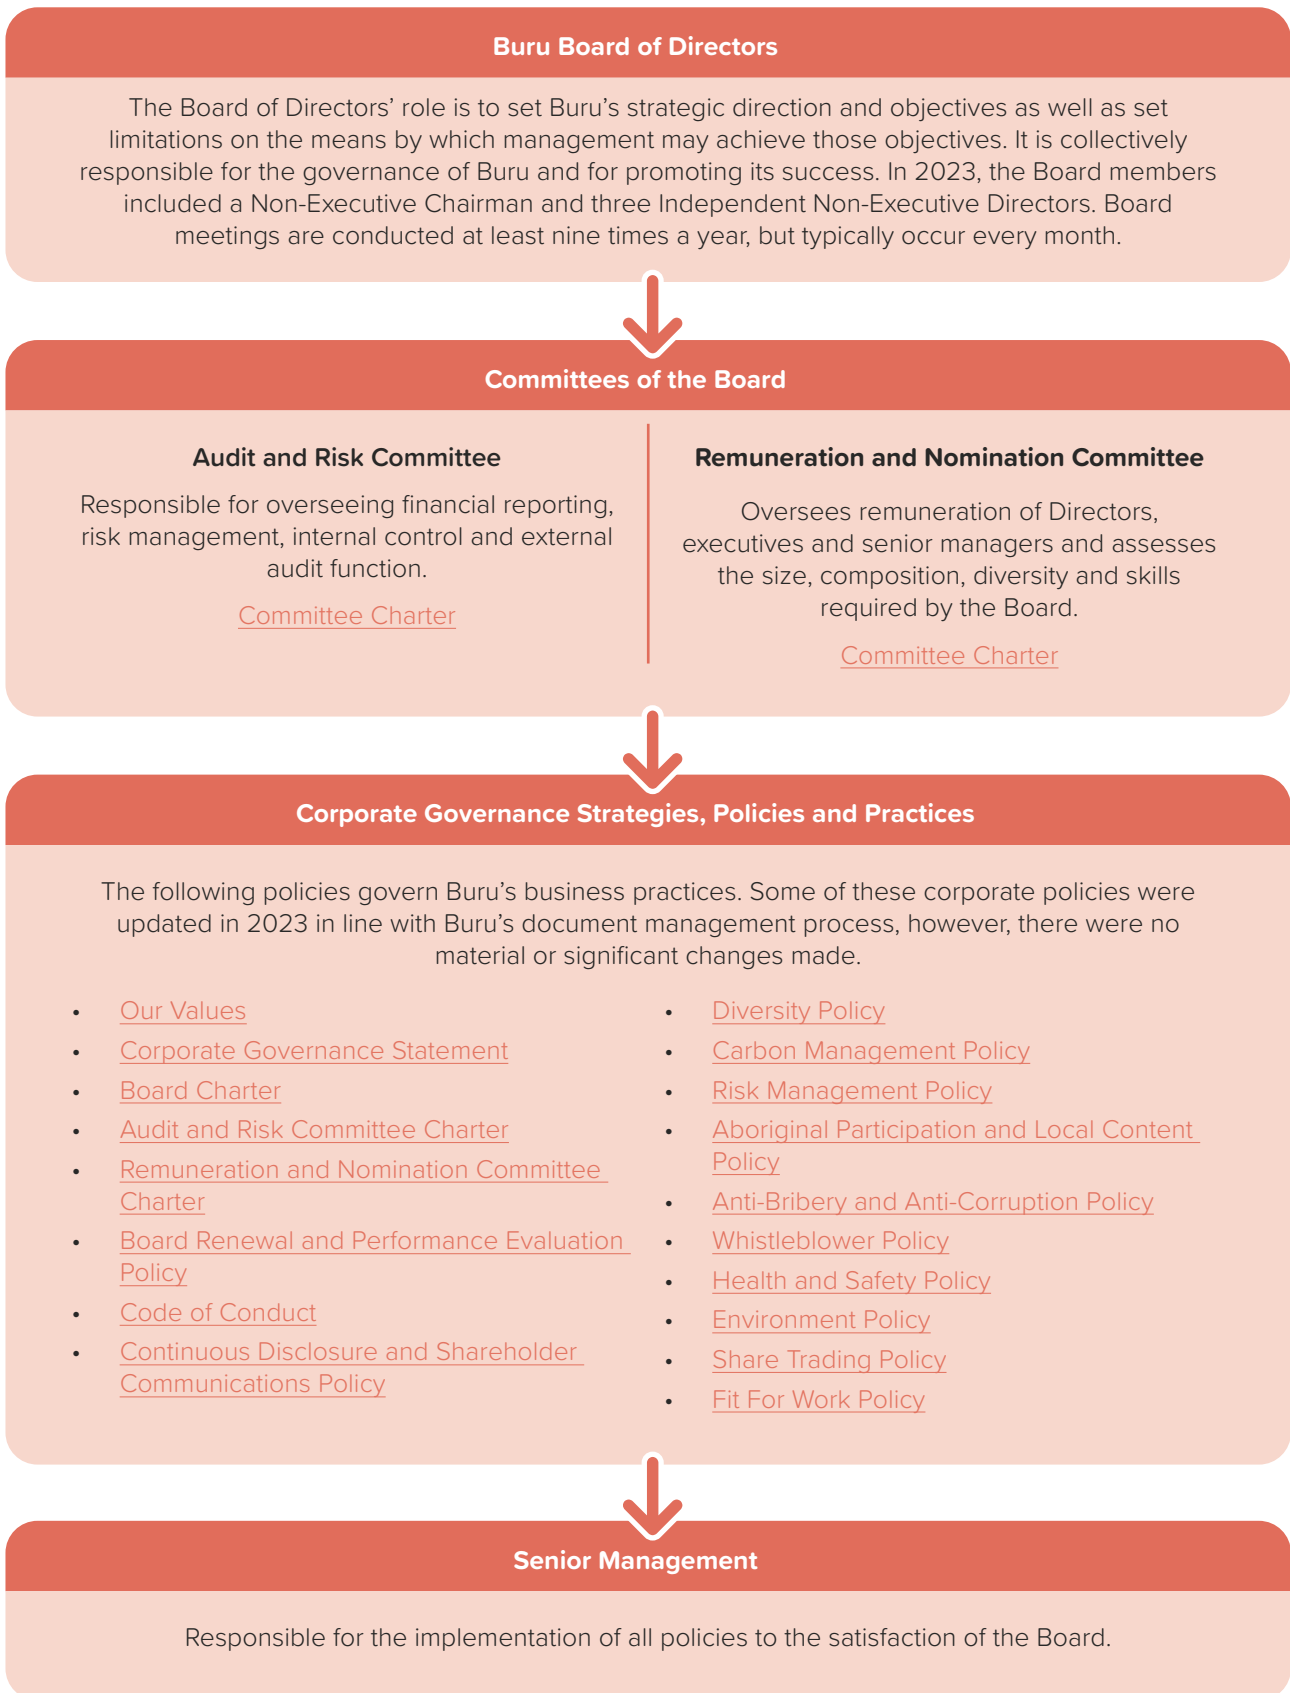 Buru Board of Directors
The Board of Directors’ role is to set Buru’s strategic direction and objectives as well as set
limitations on the means by which management may achieve those objectives. It is collectively
responsible for the governance of Buru and for promoting its success. In 2023, the Board members
included a Non-Executive Chairman and three Independent Non-Executive Directors. Board
meetings are conducted at least nine times a year, but typically occur every month.
Committees of the Board
Audit and Risk Committee
Responsible for overseeing financial reporting,
risk management, internal control and external
audit function.
Committee Charter
Remuneration and Nomination Committee
Oversees remuneration of Directors,
executives and senior managers and assesses
the size, composition, diversity and skills
required by the Board.
Committee Charter
Corporate Governance Strategies, Policies and Practices
The following policies govern Buru’s business practices. Some of these corporate policies were
updated in 2023 in line with Buru’s document management process, however, there were no
material or significant changes made.
• Our Values
• Corporate Governance Statement
• Board Charter
• Audit and Risk Committee Charter
• Remuneration and Nomination Committee
Charter
• Board Renewal and Performance Evaluation
Policy
• Code of Conduct
• Continuous Disclosure and Shareholder
Communications Policy
• Diversity Policy
• Carbon Management Policy
• Risk Management Policy
• Aboriginal Participation and Local Content
Policy
• Anti-Bribery and Anti-Corruption Policy
• Whistleblower Policy
• Health and Safety Policy
• Environment Policy
• Share Trading Policy
• Fit For Work Policy
Senior Management
Responsible for the implementation of all policies to the satisfaction of the Board.